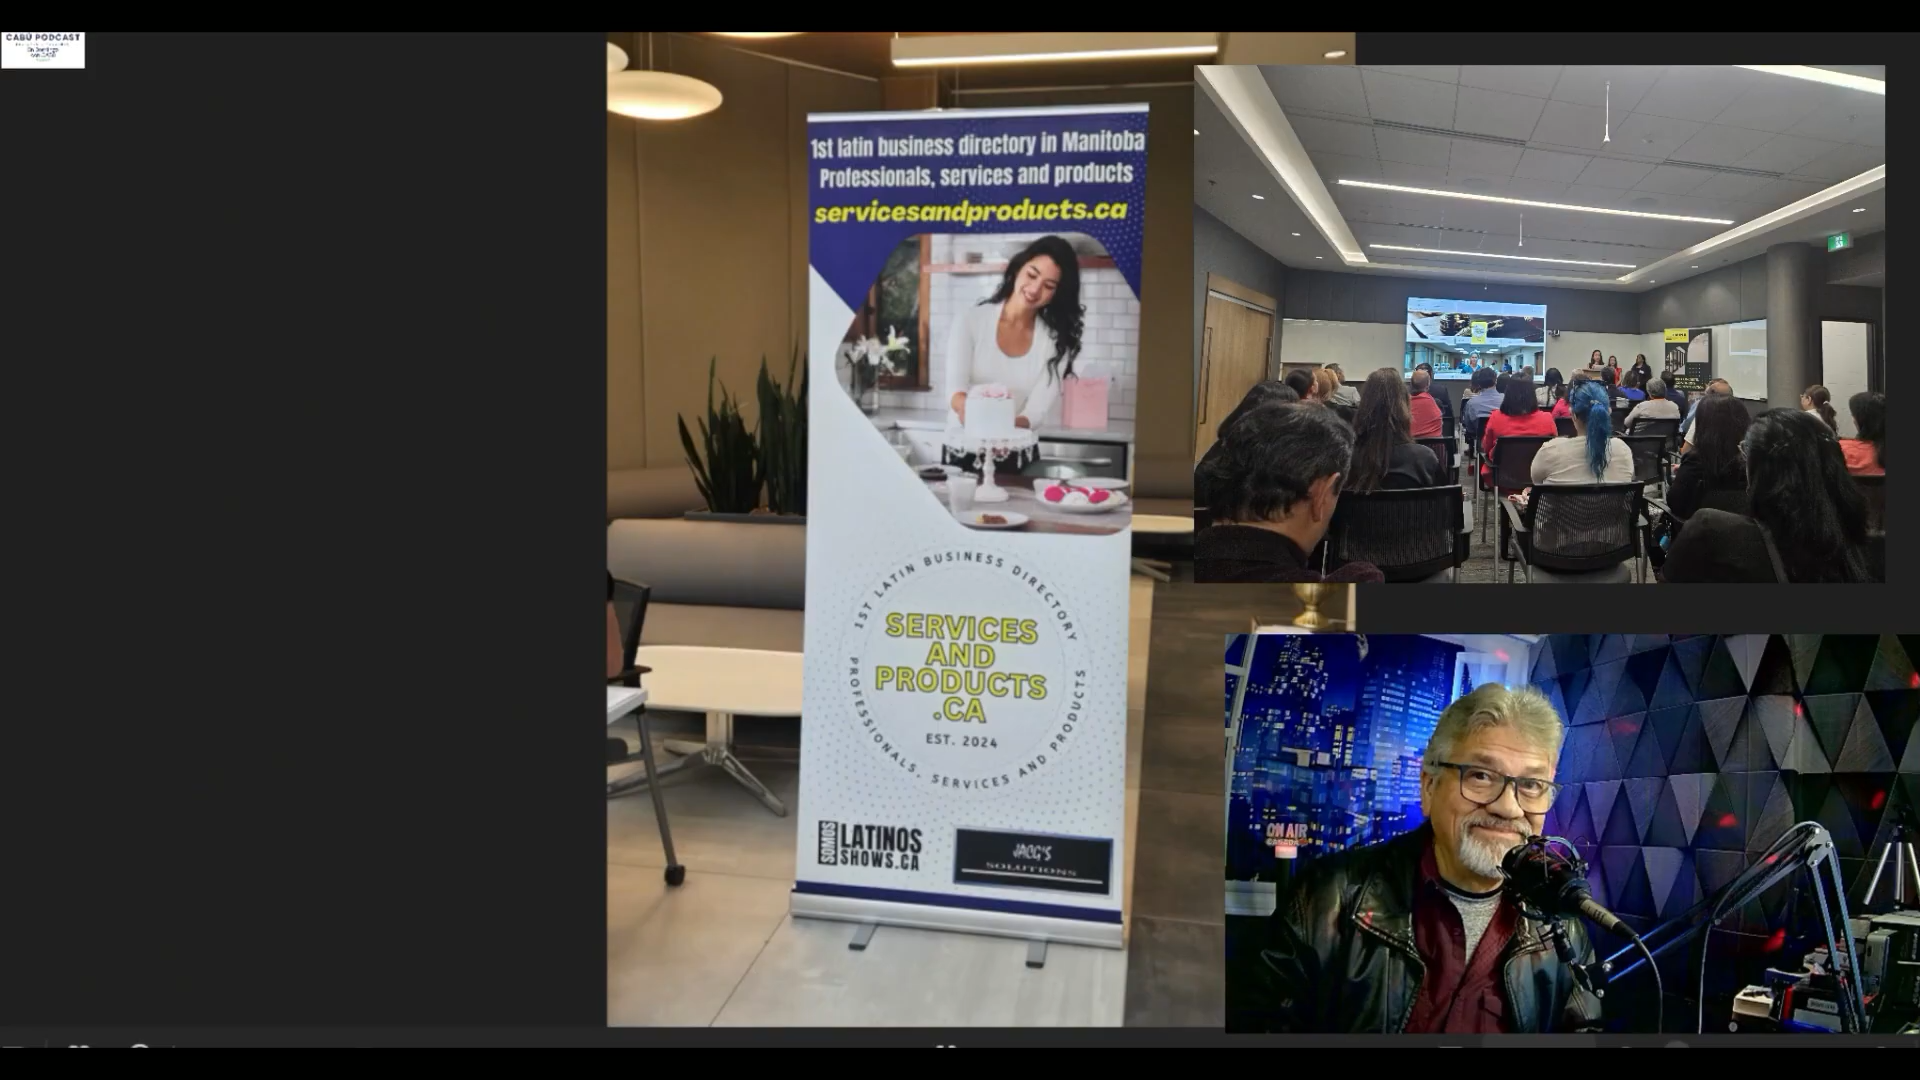 CABÚ PODCAST
1st latin business directory in Manitoba
Professionals, services and products
servicesandproducts.ca
1ST LATIN BUSINESS DIRECTORY
SERVICES
AND
PRODUCTS
.CA
EST. 2024
PROFESSIONALS, SERVICES AND PRODUCTS
SOMOS
LATINOS
SHOWS.CA
JACG'S
SOLUTIONS
ON AIR